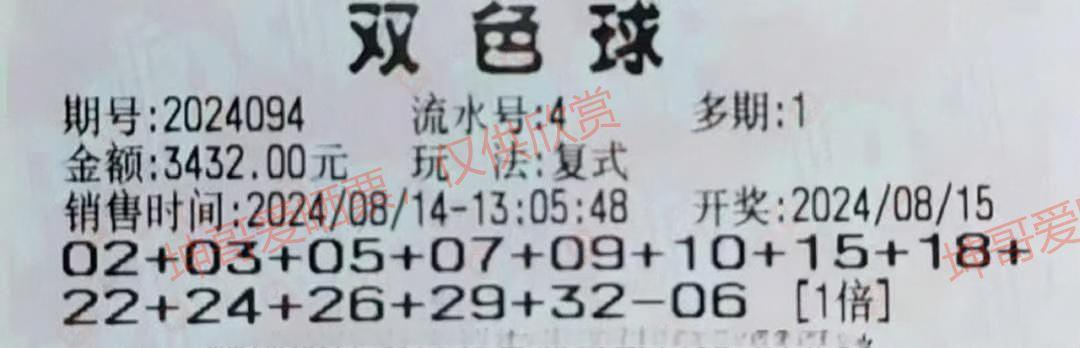 双色球
期号:2024094 流水号:4 多期:1
金额:3432.00元 玩 法:复式
销售时间:2024/08/14-13:05:48 开奖:2024/08/15
02+03+05+07+09+10+15+18+
22+24+26+29+32-06 [1倍]
坤哥爱晒票,仅供欣赏
坤哥爱